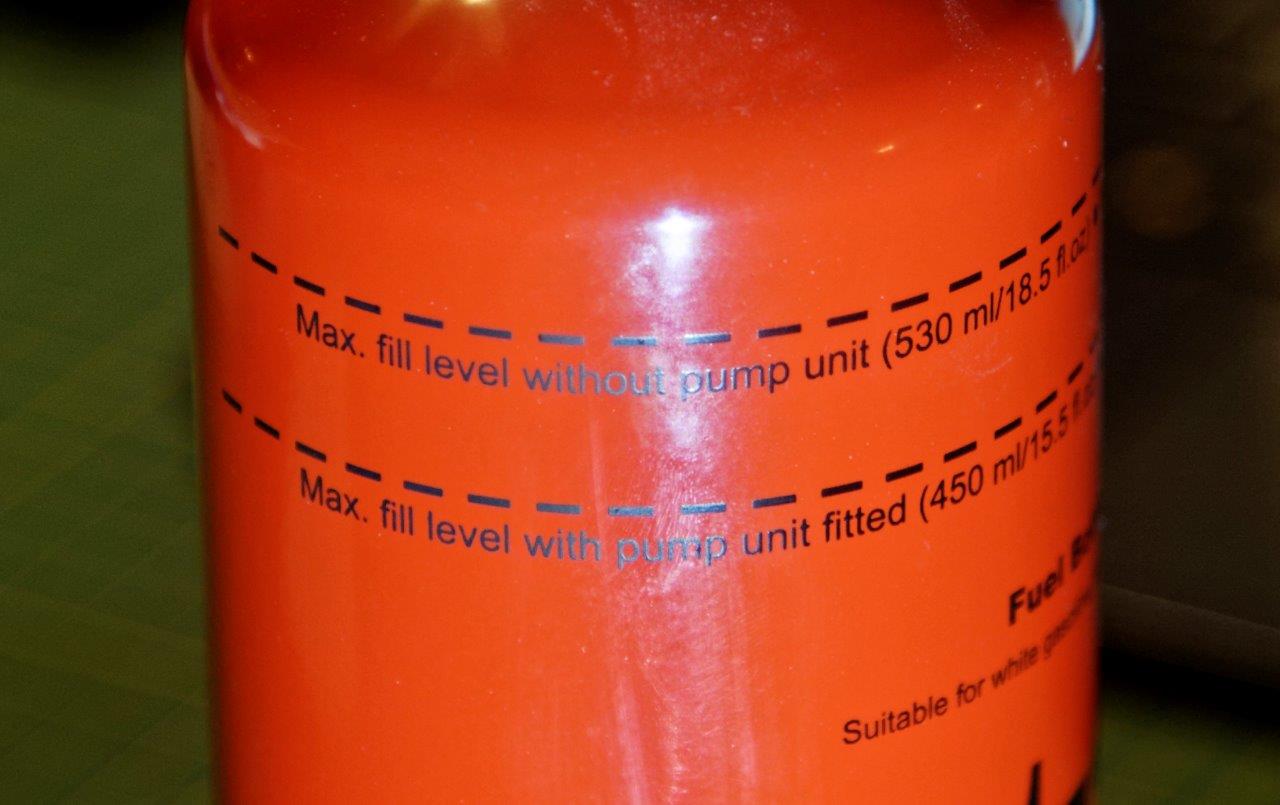 Max. fill level without pump unit (530 ml/18.5 fl.oz)
Max. fill level with pump unit fitted (450 ml/15.5 fl.oz
Fuel
Suitable for white